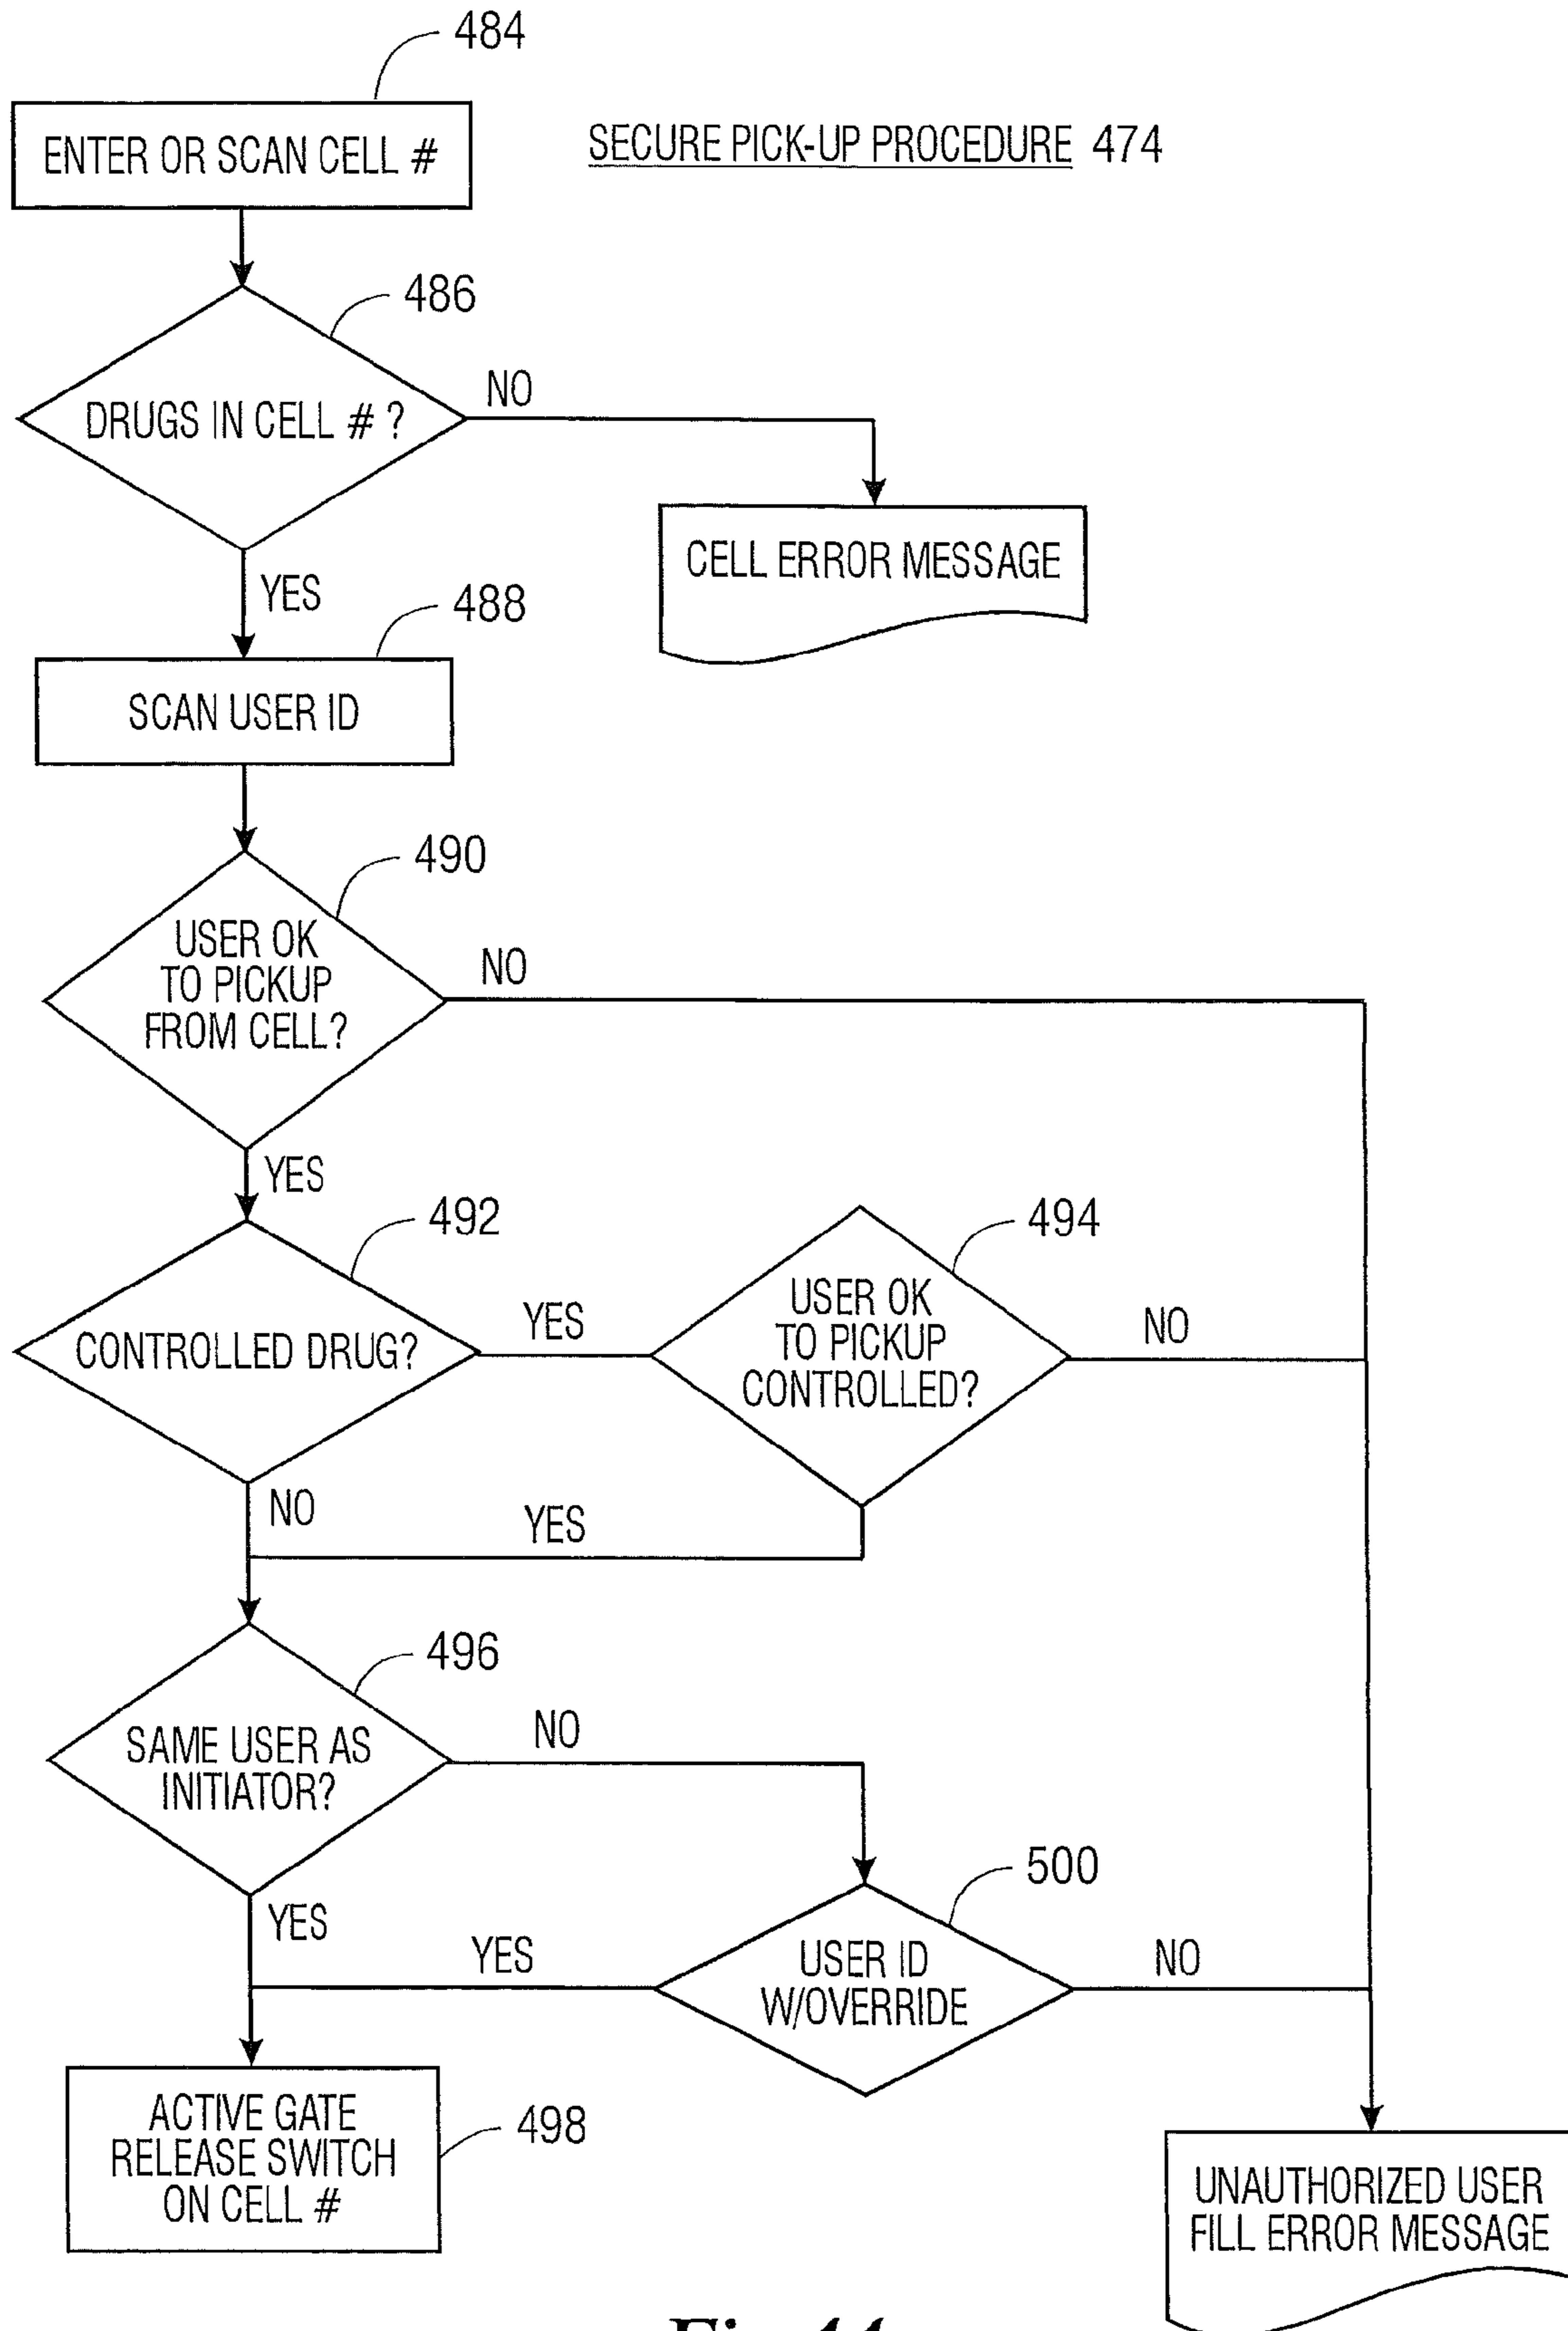 484
ENTER OR SCAN CELL #
SECURE PICK-UP PROCEDURE 474
486
DRUGS IN CELL # ?
NO
CELL ERROR MESSAGE
YES
488
SCAN USER ID
490
USER OK
TO PICKUP
FROM CELL?
NO
YES
492
CONTROLLED DRUG?
YES
494
USER OK
TO PICKUP
CONTROLLED?
NO
NO
YES
496
SAME USER AS
INITIATOR?
NO
YES
500
USER ID
W/OVERRIDE
YES
NO
ACTIVE GATE
RELEASE SWITCH
ON CELL #
498
UNAUTHORIZED USER
FILL ERROR MESSAGE